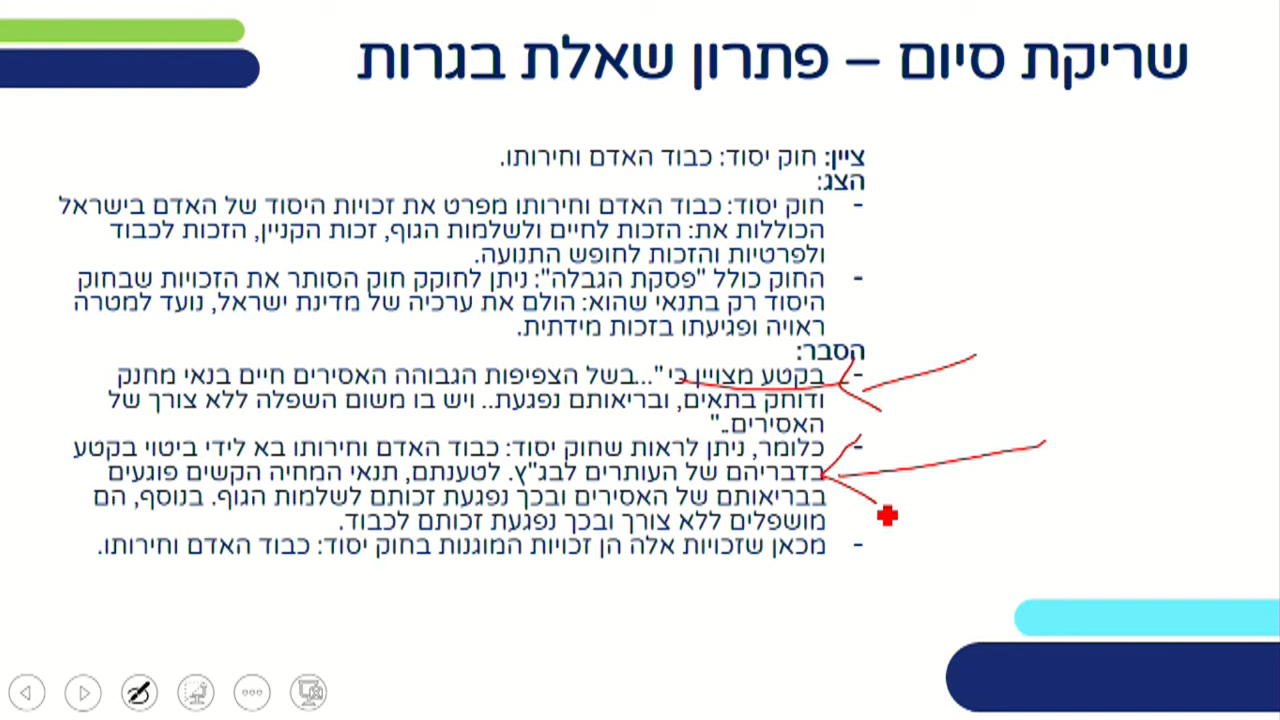 שריקת סיום – פתרון שאלת בגרות
ציין: חוק יסוד: כבוד האדם וחירותו.
הצג:
- חוק יסוד: כבוד האדם וחירותו מפרט את זכויות היסוד של האדם בישראל
הכוללות את: הזכות לחיים ולשלמות הגוף, זכות הקניין, הזכות לכבוד
ולפרטיות והזכות לחופש התנועה.
- החוק כולל "פסקת הגבלה": ניתן לחוקק חוק הסותר את הזכויות שבחוק
היסוד רק בתנאי שהוא: הולם את ערכיה של מדינת ישראל, נועד למטרה
ראויה ופגיעתו בזכות מידתית.
הסבר:
- בקטע מצויין כי "...בשל הצפיפות הגבוהה האסירים חיים בנאי מחנק
ודוחק בתאים, ובריאותם נפגעת.. ויש בו משום השפלה ללא צורך של
האסירים.."
- כלומר, ניתן לראות שחוק יסוד: כבוד האדם וחירותו בא לידי ביטוי בקטע
בדבריהם של העותרים לבג"ץ. לטענתם, תנאי המחיה הקשים פוגעים
בבריאותם של האסירים ובכך נפגעת זכותם לשלמות הגוף. בנוסף, הם
מושפלים ללא צורך ובכך נפגעת זכותם לכבוד.
- מכאן שזכויות אלה הן זכויות המוגנות בחוק יסוד: כבוד האדם וחירותו.